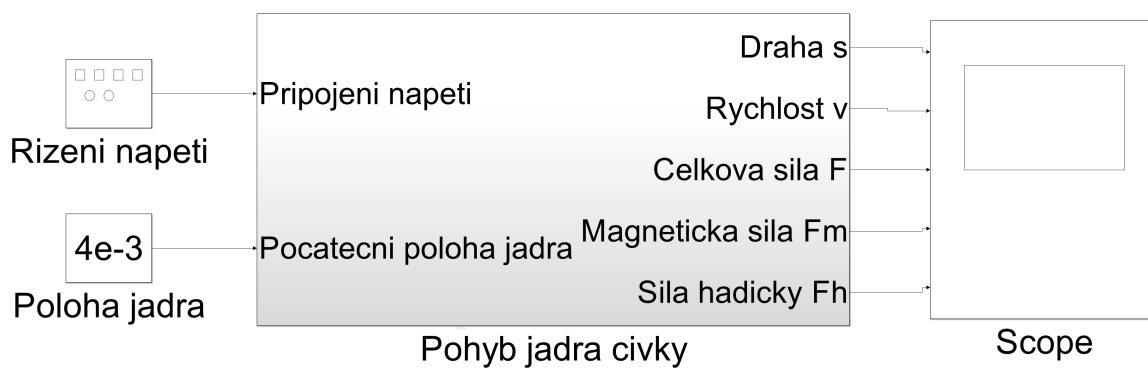 Rizeni napeti
4e-3
Poloha jadra
Pripojeni napeti
Pocatecni poloha jadra
Draha s
Rychlost v
Celkova sila F
Magneticka sila Fm
Sila hadicky Fh
Pohyb jadra civky
Scope